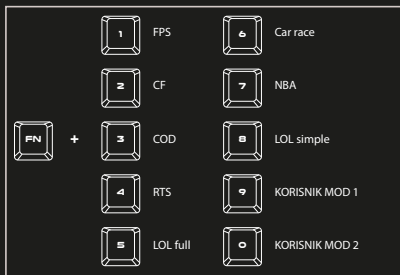 1 FPS 6 Car race
2 CF 7 NBA
FN + 3 COD 8 LOL simple
4 RTS 9 KORISNIK MOD 1
5 LOL full 0 KORISNIK MOD 2